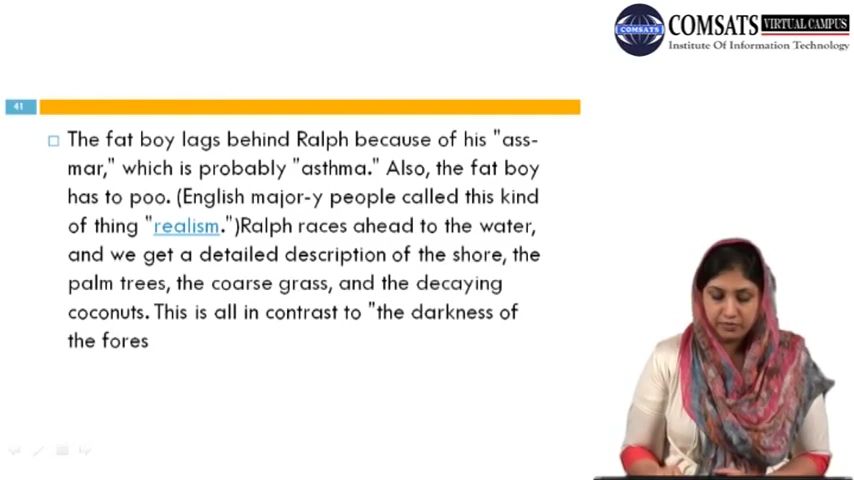 COMSATS VIRTUAL CAMPUS
COMSATS
Institute Of Information Technology
41
The fat boy lags behind Ralph because of his "ass-
mar," which is probably "asthma." Also, the fat boy
has to poo. (English major-y people called this kind
of thing "realism.")Ralph races ahead to the water,
and we get a detailed description of the shore, the
palm trees, the coarse grass, and the decaying
coconuts. This is all in contrast to "the darkness of
the fores